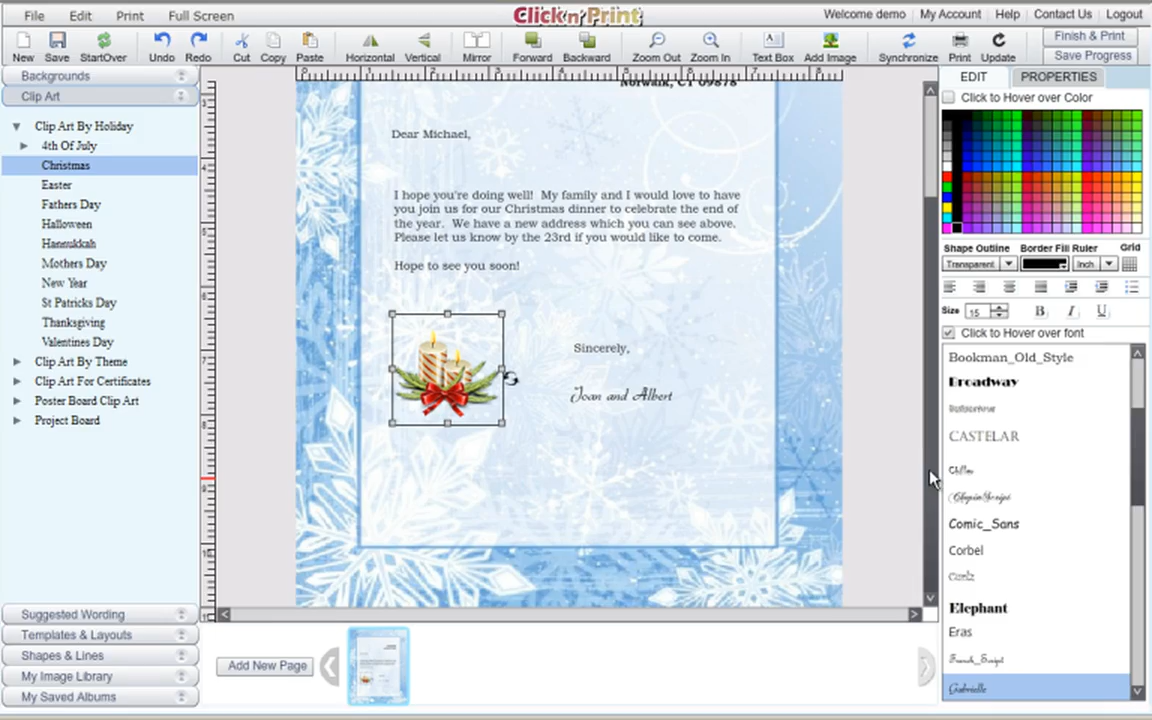 File Edit Print Full Screen Click'n'Print Welcome demo My Account Help Contact Us Logout
New Save StartOver Undo Redo Cut Copy Paste Horizontal Vertical Mirror Forward Backward Zoom Out Zoom In Text Box Add Image Synchronize Print Update
Finish & Print
Save Progress
Backgrounds
Clip Art
Clip Art By Holiday
4th Of July
Christmas
Easter
Fathers Day
Halloween
Hannukkah
Mothers Day
New Year
St Patricks Day
Thanksgiving
Valentines Day
Clip Art By Theme
Clip Art For Certificates
Poster Board Clip Art
Project Board
Suggested Wording
Templates & Layouts
Shapes & Lines
My Image Library
My Saved Albums
Norwalk, CT 09878
Dear Michael,
I hope you're doing well! My family and I would love to have
you join us for our Christmas dinner to celebrate the end of
the year. We have a new address which you can see above.
Please let us know by the 23rd if you would like to come.
Hope to see you soon!
Sincerely,
Joan and Albert
Add New Page
EDIT PROPERTIES
Click to Hover over Color
Shape Outline Border Fill Ruler Grid
Transparent Inch
Size 15 B I U
Click to Hover over font
Bookman_Old_Style
Broadway
CASTELAR
Chiller
ChopinScript
Comic_Sans
Corbel
Curlz
Elephant
Eras
French_Script
Gabrielle